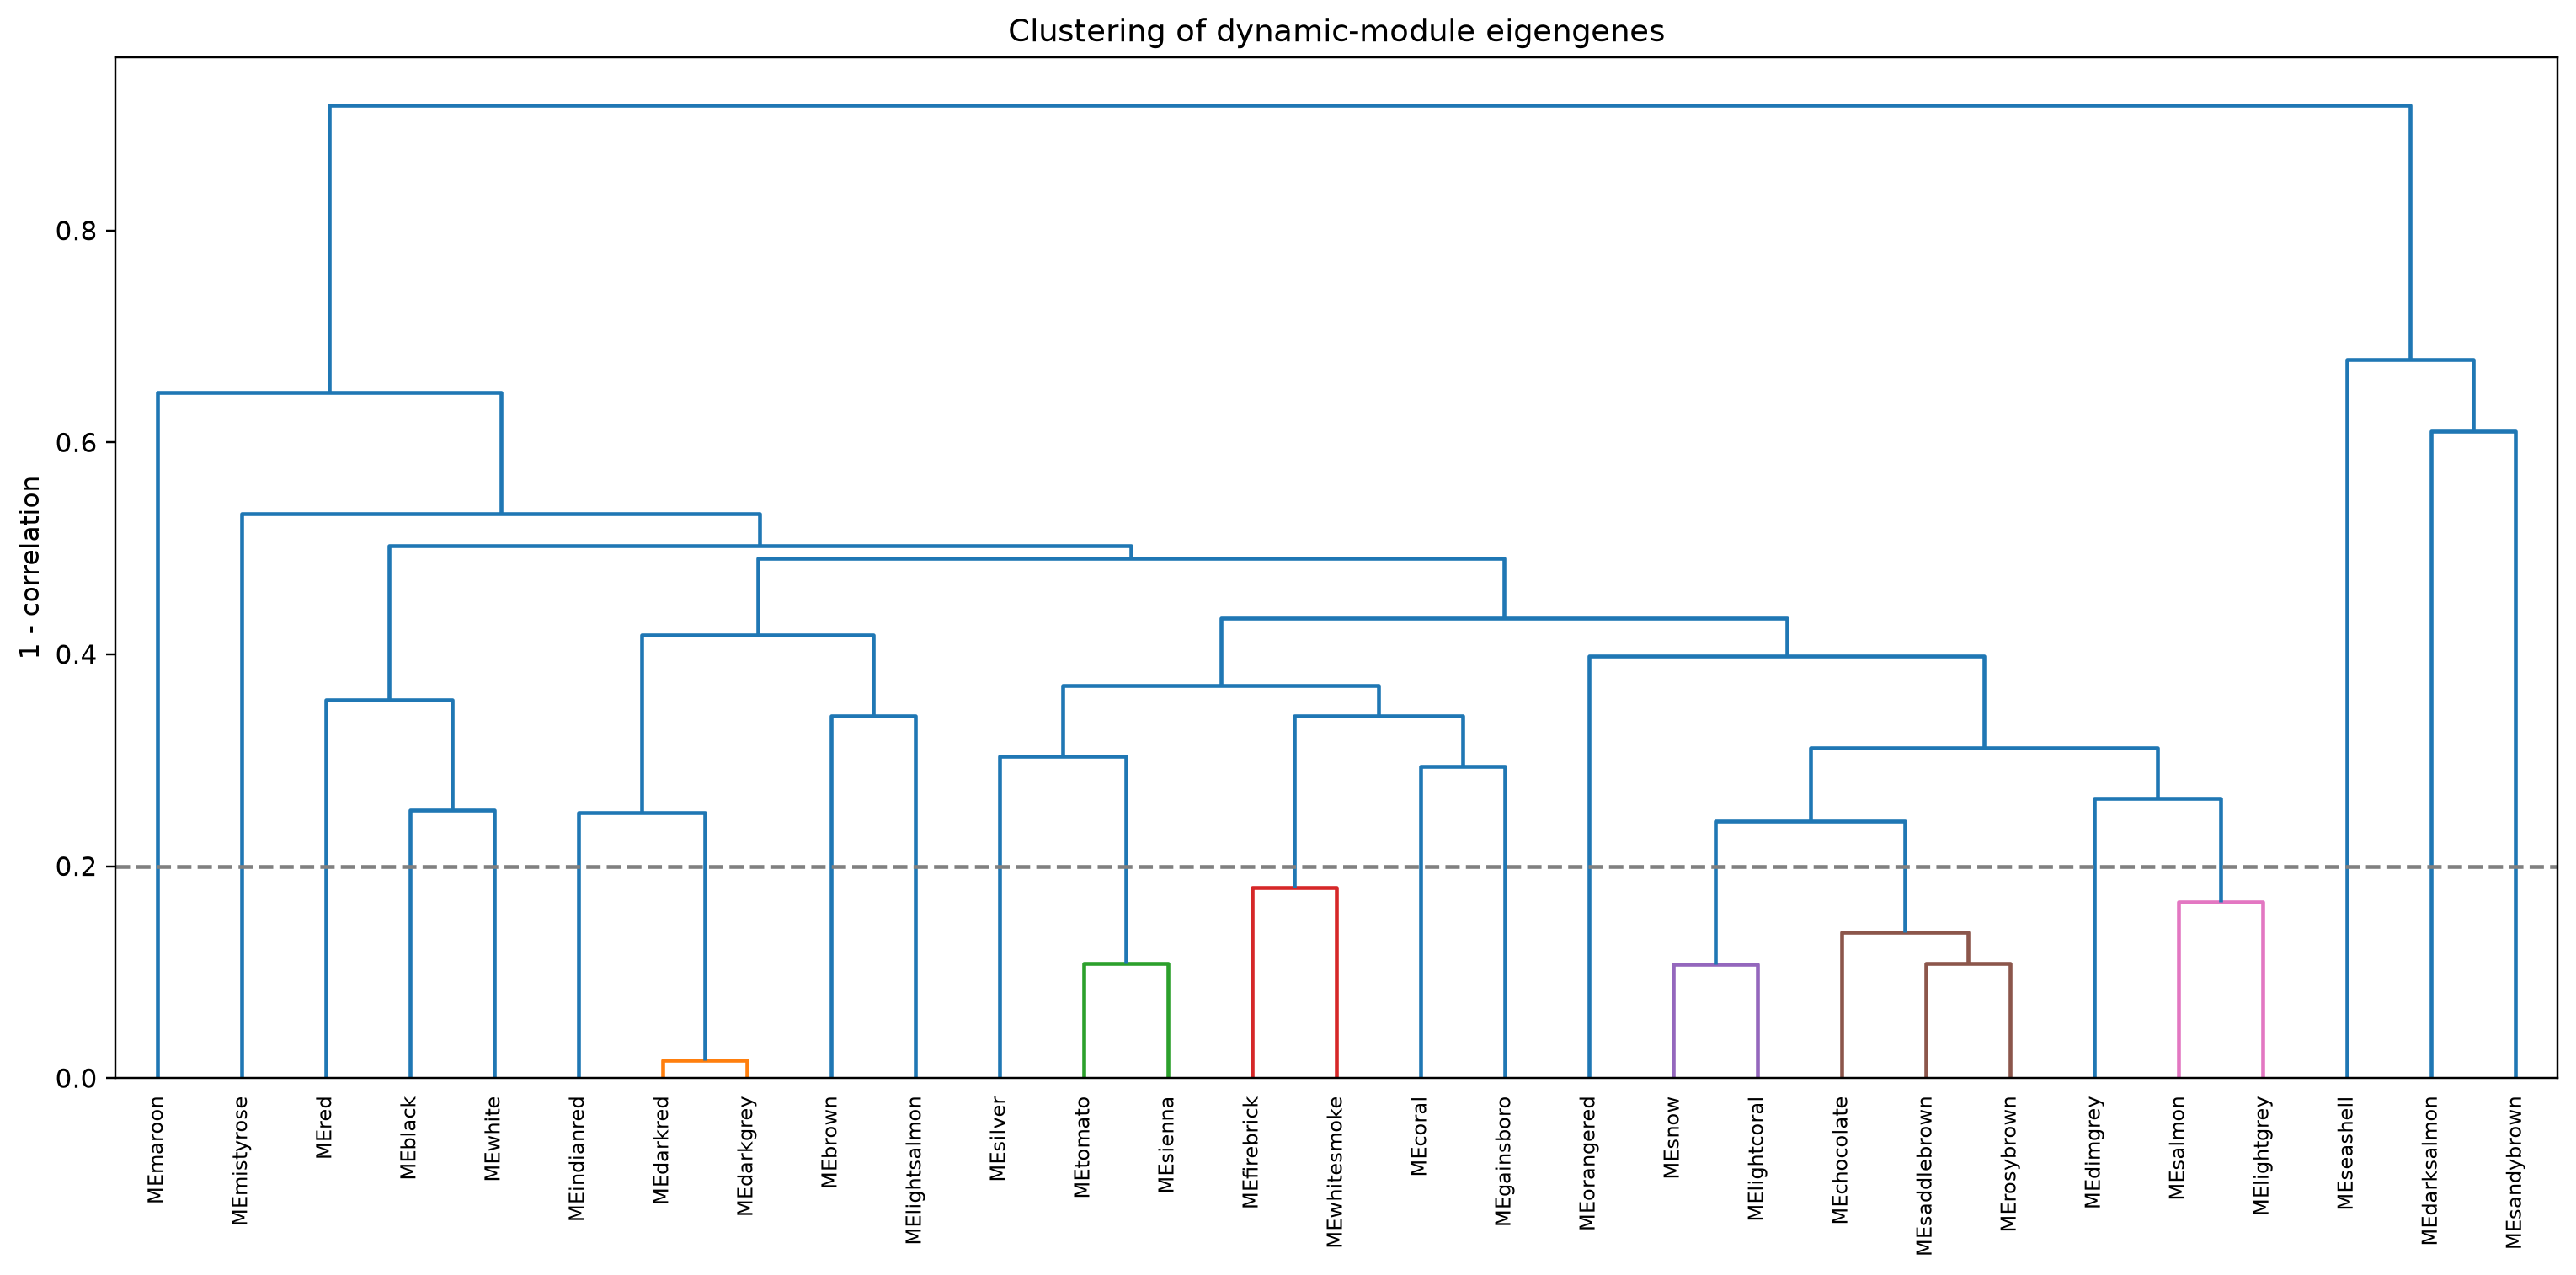 Clustering of dynamic-module eigengenes
1 - correlation
0.8
0.6
0.4
0.2
0.0
MEmaroon
MEmistyrose
MEred
MEblack
MEwhite
MEindianred
MEdarkred
MEdarkgrey
MEbrown
MElightsalmon
MEsilver
MEtomato
MEsienna
MEfirebrick
MEwhitesmoke
MEcoral
MEgainsboro
MEorangered
MEsnow
MElightcoral
MEchocolate
MEsaddlebrown
MErosybrown
MEdimgrey
MEsalmon
MElightgrey
MEseashell
MEdarksalmon
MEsandybrown